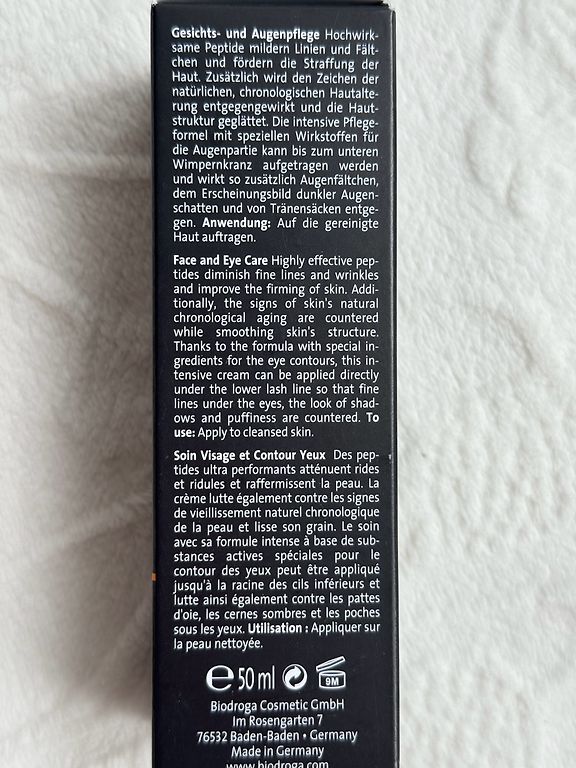 Gesichts- und Augenpflege Hochwirk-
same Peptide mildern Linien und Fält-
chen und fördern die Straffung der
Haut. Zusätzlich wird den Zeichen der
natürlichen, chronologischen Hautalte-
rung entgegengewirkt und die Haut-
struktur geglättet. Die intensive Pflege-
formel mit speziellen Wirkstoffen für
die Augenpartie kann bis zum unteren
Wimpernkranz aufgetragen werden
und wirkt so zusätzlich Augenfältchen,
dem Erscheinungsbild dunkler Augen-
schatten und von Tränensäcken entge-
gen. Anwendung: Auf die gereinigte
Haut auftragen.
Face and Eye Care Highly effective pep-
tides diminish fine lines and wrinkles
and improve the firming of skin. Addi-
tionally, the signs of skin's natural
chronological aging are countered
while smoothing skin's structure.
Thanks to the formula with special in-
gredients for the eye contours, this in-
tensive cream can be applied directly
under the lower lash line so that fine
lines under the eyes, the look of shad-
ows and puffiness are countered. To
use: Apply to cleansed skin.
Soin Visage et Contour Yeux Des pep-
tides ultra performants atténuent rides
et ridules et raffermissent la peau. La
crème lutte également contre les signes
de vieillissement naturel chronologique
de la peau et lisse son grain. Le soin
avec sa formule intense à base de sub-
stances actives spéciales pour le
contour des yeux peut être appliqué
jusqu'à la racine des cils inférieurs et
lutte ainsi également contre les pattes
d'oie, les cernes sombres et les poches
sous les yeux. Utilisation : Appliquer sur
la peau nettoyée.
e 50 ml 9M
Biodroga Cosmetic GmbH
Im Rosengarten 7
76532 Baden-Baden • Germany
Made in Germany
www.biodroga.com